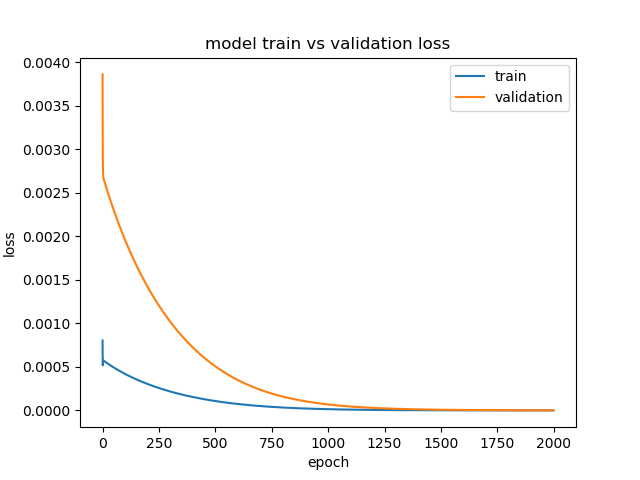 model train vs validation loss
train
validation
loss
0.0040
0.0035
0.0030
0.0025
0.0020
0.0015
0.0010
0.0005
0.0000
0 250 500 750 1000 1250 1500 1750 2000
epoch